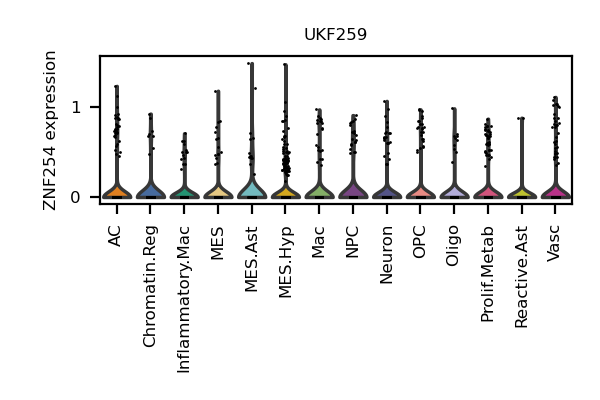 UKF259
ZNF254 expression
1
0
AC
Chromatin.Reg
Inflammatory.Mac
MES
MES.Ast
MES.Hyp
Mac
NPC
Neuron
OPC
Oligo
Prolif.Metab
Reactive.Ast
Vasc